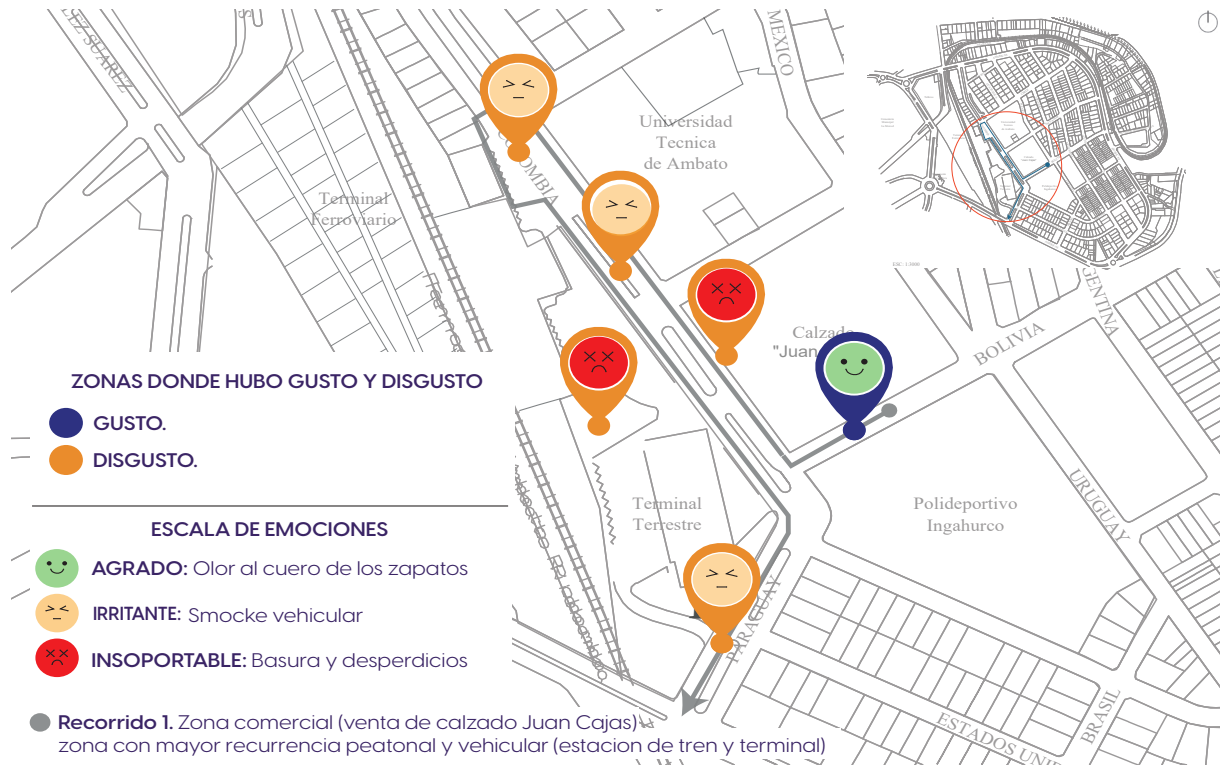 EZ SUAREZ
COLOMBIA
MEXICO
Universidad
Tecnica
de Ambato
Terminal
Ferroviario
Calzado
"Juan
BOLIVIA
GENTINA
URUGUAY
Polideportivo
Ingahurco
Terminal
Terrestre
PARAGUAY
ESTADOS UNI
BRASIL
ZONAS DONDE HUBO GUSTO Y DISGUSTO
GUSTO.
DISGUSTO.
ESCALA DE EMOCIONES
AGRADO: Olor al cuero de los zapatos
IRRITANTE: Smocke vehicular
INSOPORTABLE: Basura y desperdicios
Recorrido 1. Zona comercial (venta de calzado Juan Cajas)
zona con mayor recurrencia peatonal y vehicular (estacion de tren y terminal)